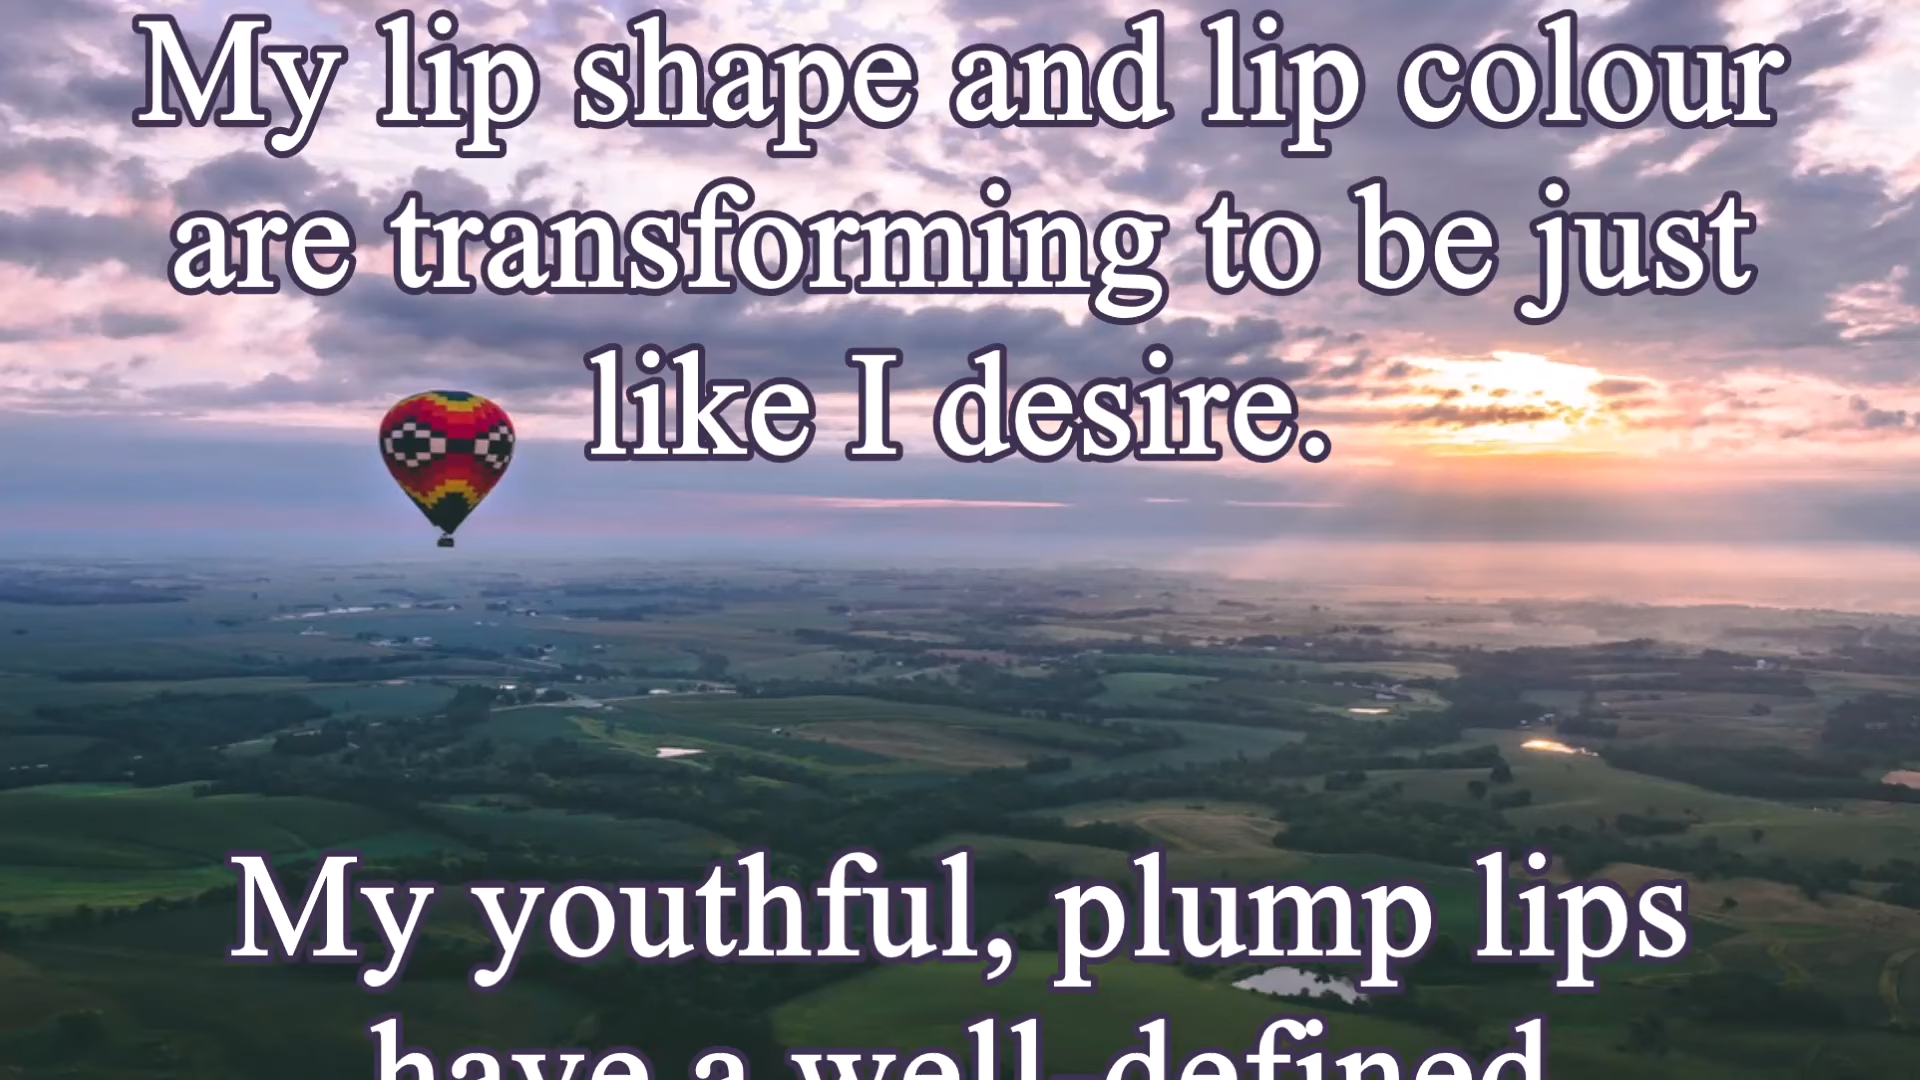 My lip shape and lip colour
are transforming to be just
like I desire.
My youthful, plump lips
have a well-defined